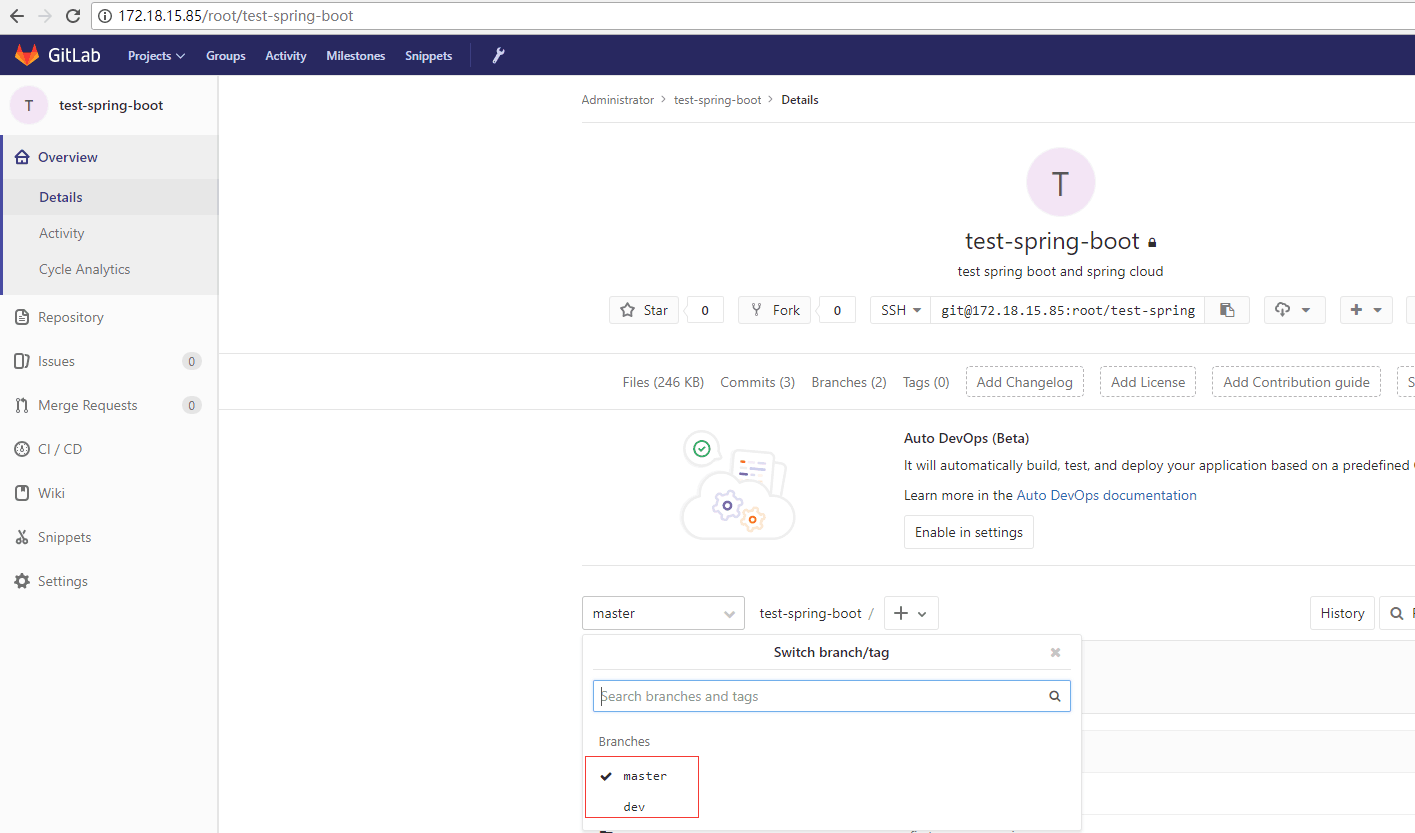 172.18.15.85/root/test-spring-boot
GitLab Projects Groups Activity Milestones Snippets
T test-spring-boot
Overview
Details
Activity
Cycle Analytics
Repository
Issues 0
Merge Requests 0
CI / CD
Wiki
Snippets
Settings
Administrator > test-spring-boot > Details
T
test-spring-boot
test spring boot and spring cloud
Star 0 Fork 0 SSH git@172.18.15.85:root/test-spring
Files (246 KB) Commits (3) Branches (2) Tags (0) Add Changelog Add License Add Contribution guide S
Auto DevOps (Beta)
It will automatically build, test, and deploy your application based on a predefined
Learn more in the Auto DevOps documentation
Enable in settings
master test-spring-boot / History
Switch branch/tag
Search branches and tags
Branches
master
dev